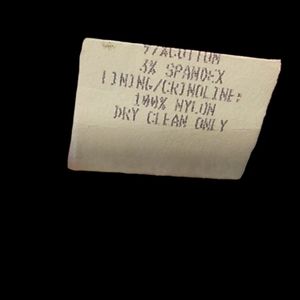 97%COTTON
3% SPANDEX
LINING/CRINOLINE:
100% NYLON
DRY CLEAN ONLY